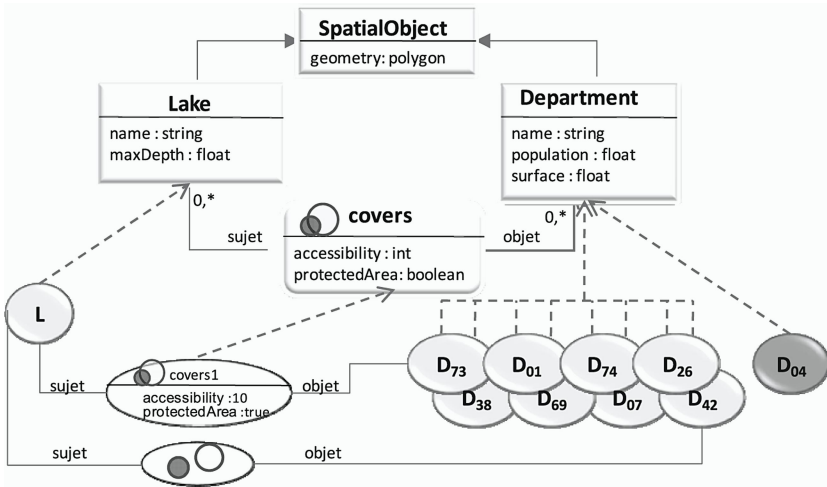 SpatialObject
geometry: polygon
Lake
name : string
maxDepth : float
Department
name : string
population : float
surface : float
0,*
0,*
covers
sujet
objet
accessibility : int
protectedArea: boolean
L
covers1
accessibility :10
protectedArea :true
sujet
objet
D73
D01
D74
D26
D04
D38
D69
D07
D42
sujet
objet